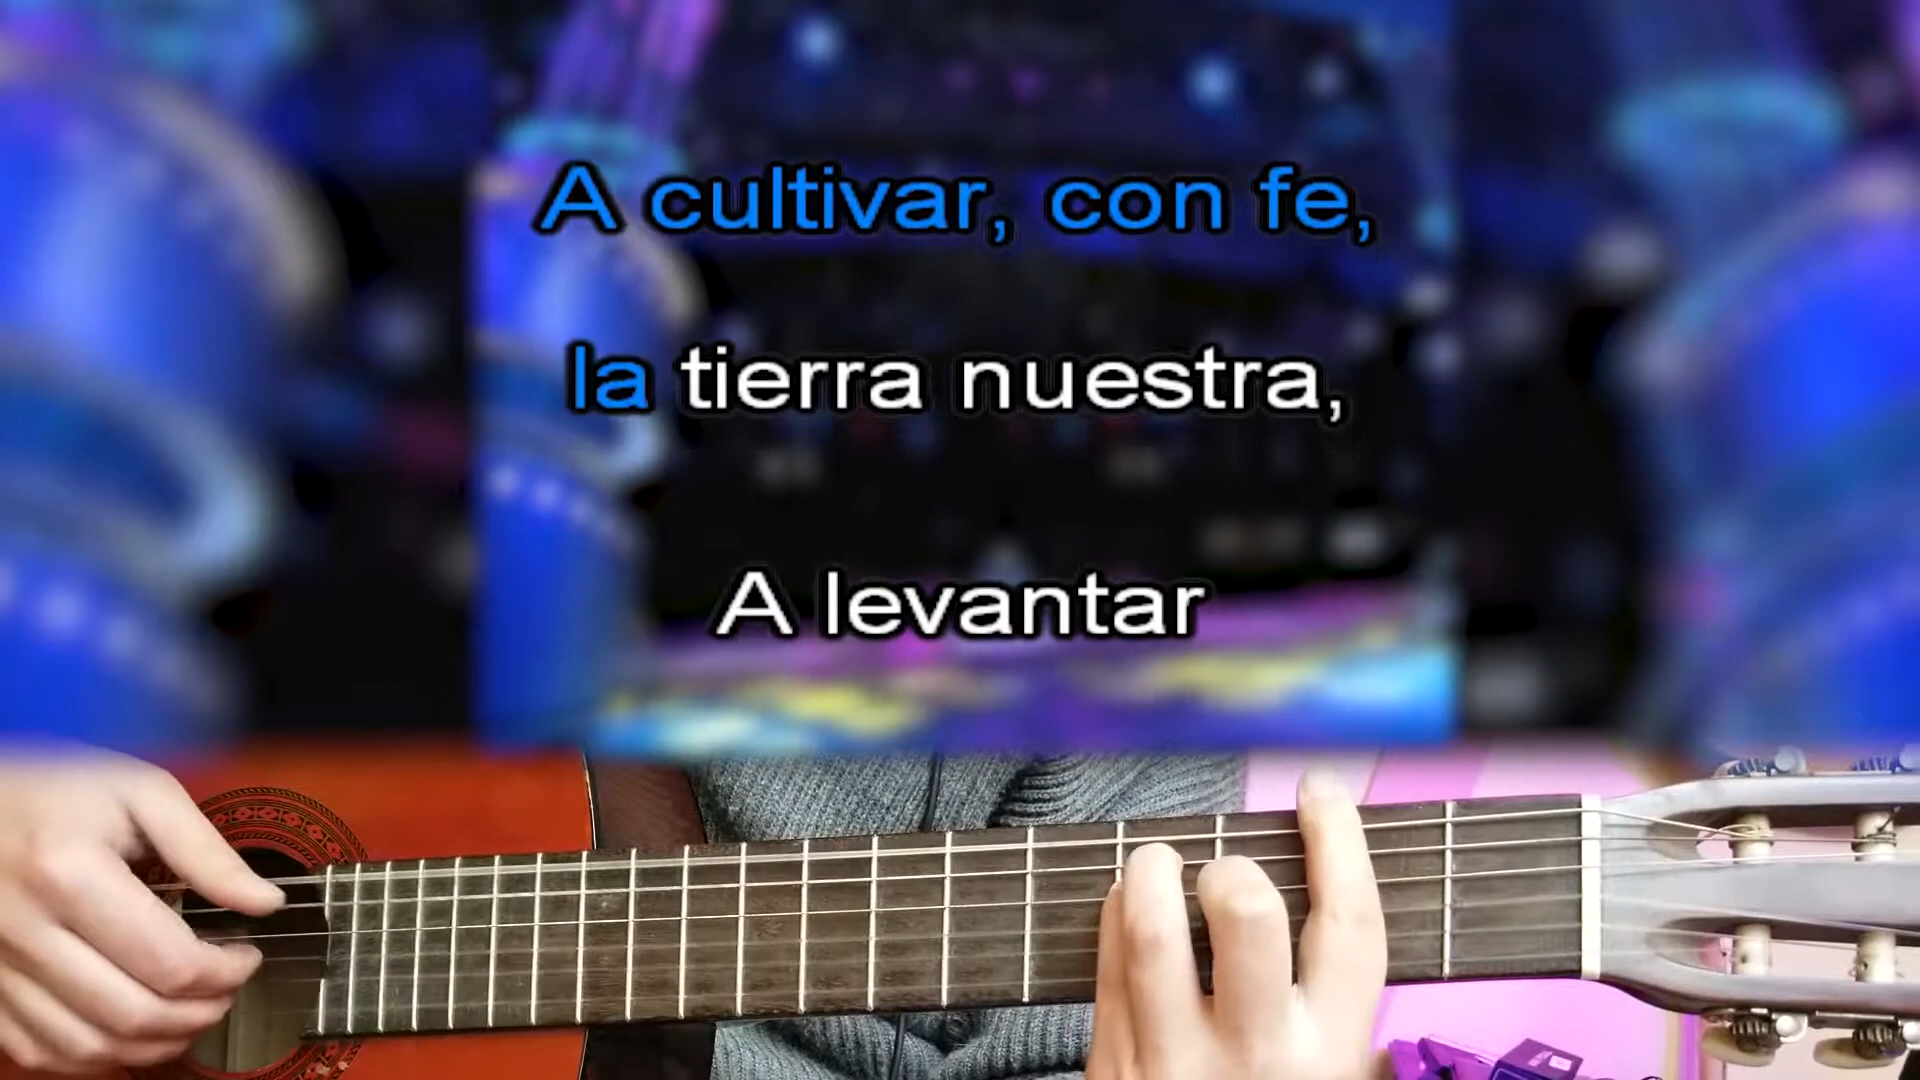 A cultivar, con fe,
la tierra nuestra,
A levantar